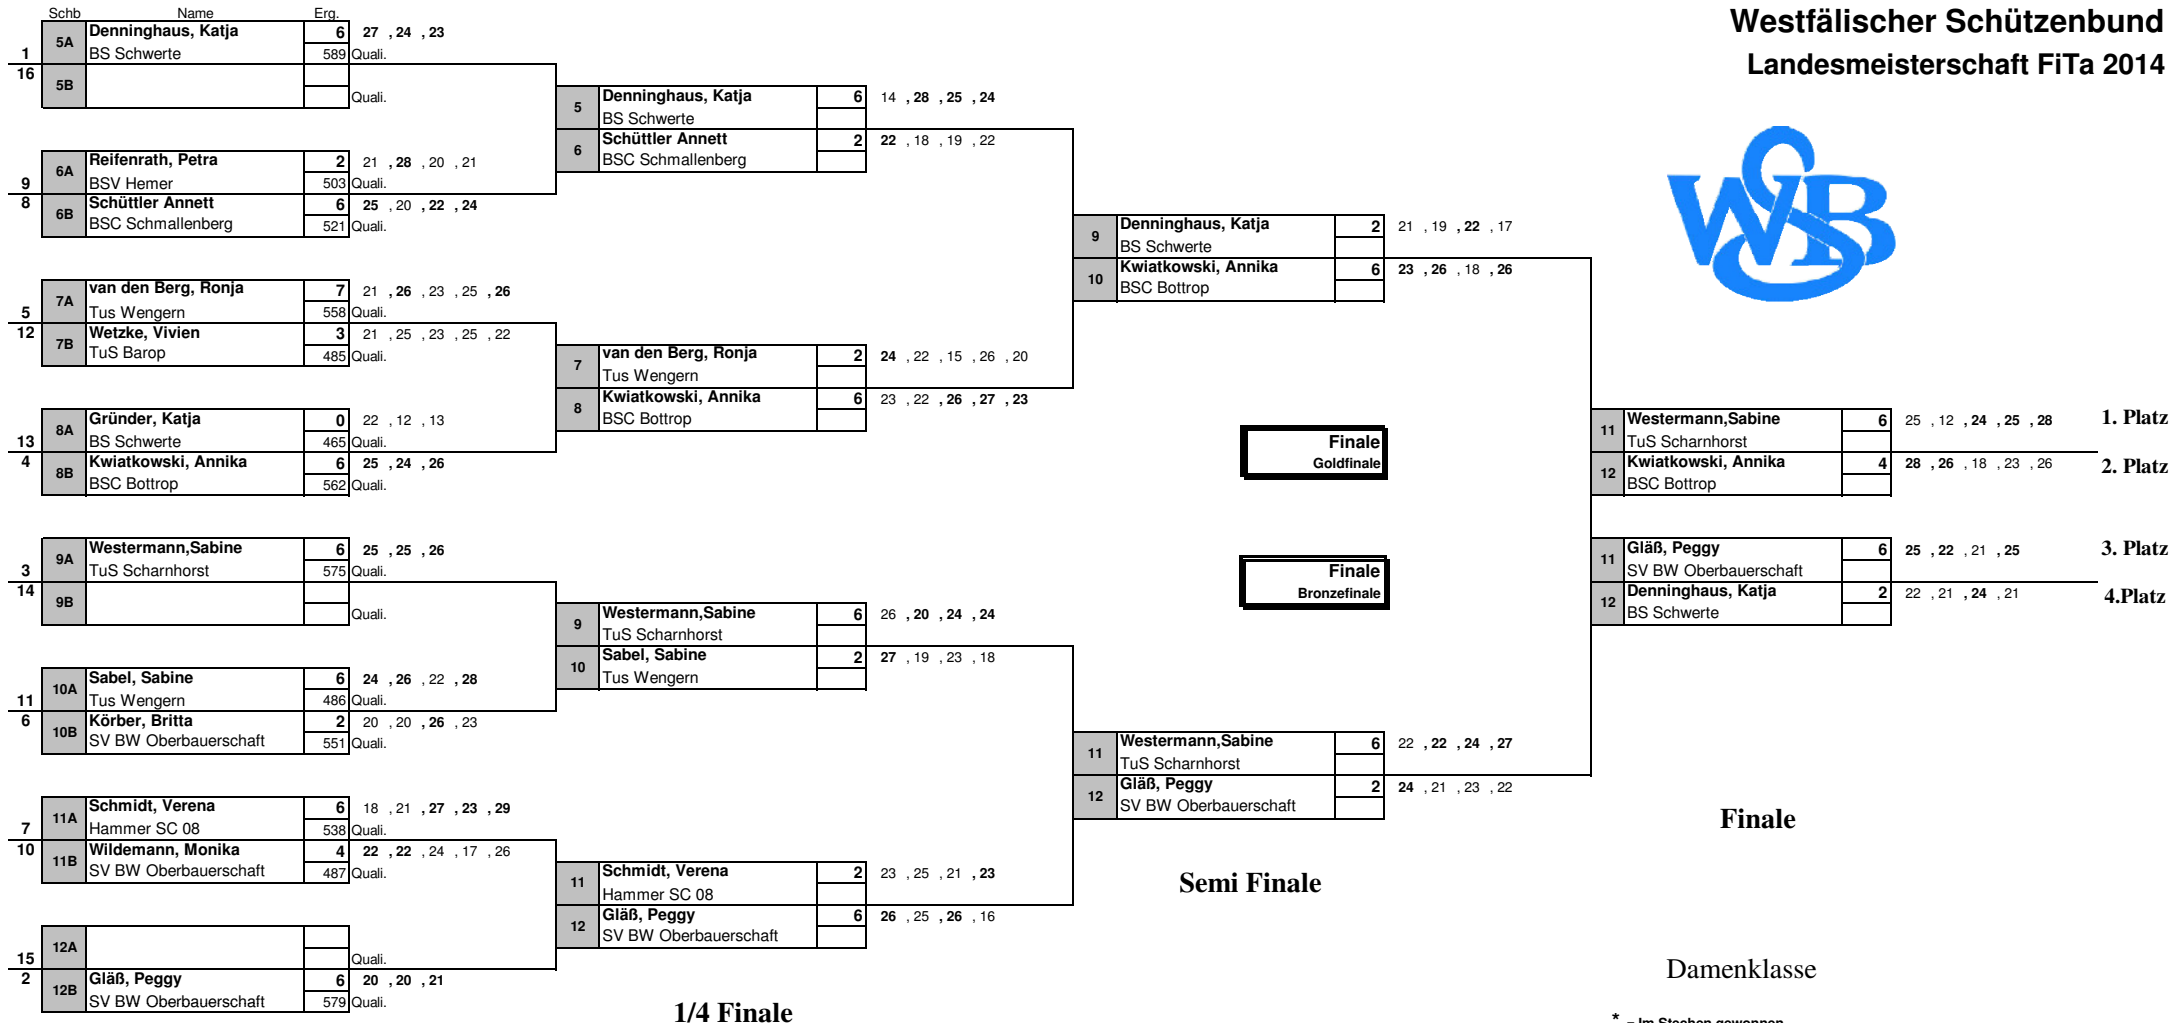 Westfälischer Schützenbund
Landesmeisterschaft FiTa 2014
WSB
Schb Name Erg.
5A Denninghaus, Katja 6 27 , 24 , 23
1 BS Schwerte 589 Quali.
16 5B
Quali.
6A Reifenrath, Petra 2 21 , 28 , 20 , 21
9 BSV Hemer 503 Quali.
8 6B Schüttler Annett 6 25 , 20 , 22 , 24
BSC Schmallenberg 521 Quali.
7A van den Berg, Ronja 7 21 , 26 , 23 , 25 , 26
5 Tus Wengern 558 Quali.
12 7B Wetzke, Vivien 3 21 , 25 , 23 , 25 , 22
TuS Barop 485 Quali.
8A Gründer, Katja 0 22 , 12 , 13
13 BS Schwerte 465 Quali.
4 8B Kwiatkowski, Annika 6 25 , 24 , 26
BSC Bottrop 562 Quali.
9A Westermann,Sabine 6 25 , 25 , 26
3 TuS Scharnhorst 575 Quali.
14 9B
Quali.
10A Sabel, Sabine 6 24 , 26 , 22 , 28
11 Tus Wengern 486 Quali.
6 10B Körber, Britta 2 20 , 20 , 26 , 23
SV BW Oberbauerschaft 551 Quali.
11A Schmidt, Verena 6 18 , 21 , 27 , 23 , 29
7 Hammer SC 08 538 Quali.
10 11B Wildemann, Monika 4 22 , 22 , 24 , 17 , 26
SV BW Oberbauerschaft 487 Quali.
12A
15 Quali.
2 12B Gläß, Peggy 6 20 , 20 , 21
SV BW Oberbauerschaft 579 Quali.
5 Denninghaus, Katja 6 14 , 28 , 25 , 24
BS Schwerte
6 Schüttler Annett 2 22 , 18 , 19 , 22
BSC Schmallenberg
7 van den Berg, Ronja 2 24 , 22 , 15 , 26 , 20
Tus Wengern
8 Kwiatkowski, Annika 6 23 , 22 , 26 , 27 , 23
BSC Bottrop
9 Westermann,Sabine 6 26 , 20 , 24 , 24
TuS Scharnhorst
10 Sabel, Sabine 2 27 , 19 , 23 , 18
Tus Wengern
11 Schmidt, Verena 2 23 , 25 , 21 , 23
Hammer SC 08
12 Gläß, Peggy 6 26 , 25 , 26 , 16
SV BW Oberbauerschaft
1/4 Finale
9 Denninghaus, Katja 2 21 , 19 , 22 , 17
BS Schwerte
10 Kwiatkowski, Annika 6 23 , 26 , 18 , 26
BSC Bottrop
Finale
Goldfinale
Finale
Bronzefinale
11 Westermann,Sabine 6 22 , 22 , 24 , 27
TuS Scharnhorst
12 Gläß, Peggy 2 24 , 21 , 23 , 22
SV BW Oberbauerschaft
Semi Finale
11 Westermann,Sabine 6 25 , 12 , 24 , 25 , 28 1. Platz
TuS Scharnhorst
12 Kwiatkowski, Annika 4 28 , 26 , 18 , 23 , 26 2. Platz
BSC Bottrop
11 Gläß, Peggy 6 25 , 22 , 21 , 25 3. Platz
SV BW Oberbauerschaft
12 Denninghaus, Katja 2 22 , 21 , 24 , 21 4.Platz
BS Schwerte
Finale
Damenklasse
* = Im Stechen gewonnen